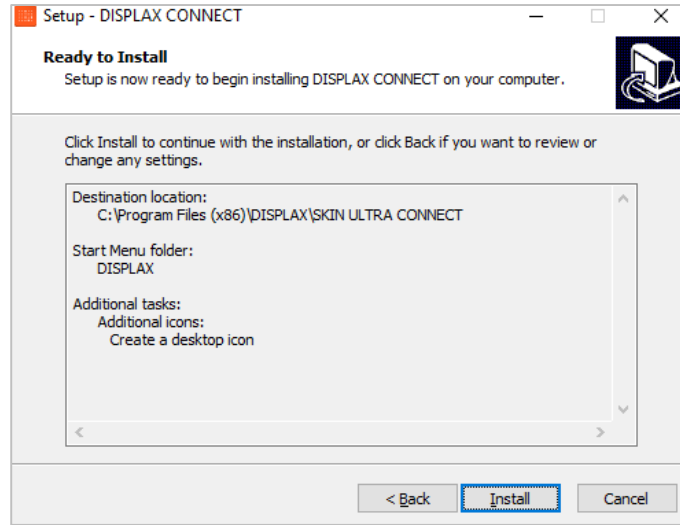 Setup - DISPLAX CONNECT
Ready to Install
Setup is now ready to begin installing DISPLAX CONNECT on your computer.
Click Install to continue with the installation, or click Back if you want to review or
change any settings.
Destination location:
C:\Program Files (x86)\DISPLAX\SKIN ULTRA CONNECT
Start Menu folder:
DISPLAX
Additional tasks:
Additional icons:
Create a desktop icon
< Back Install Cancel